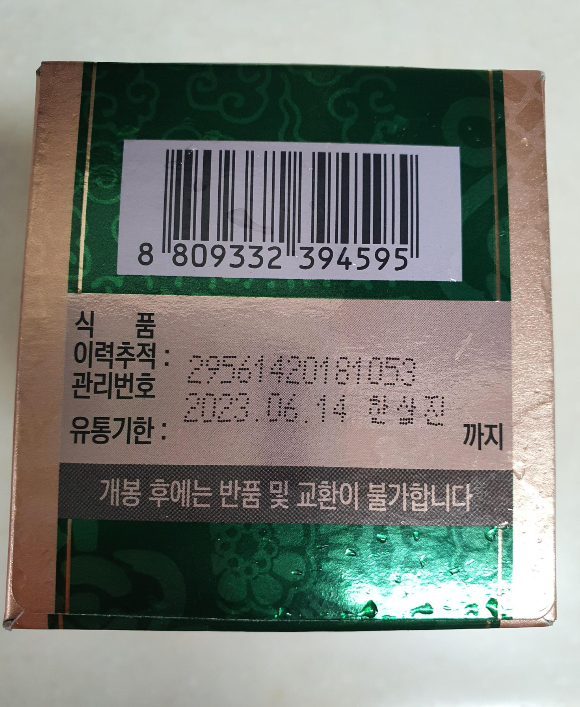 8 809332 394595
식 품
이력추적 : 29561420181053
관리번호
유통기한 : 2023.06.14 한삼진 까지
개봉 후에는 반품 및 교환이 불가합니다